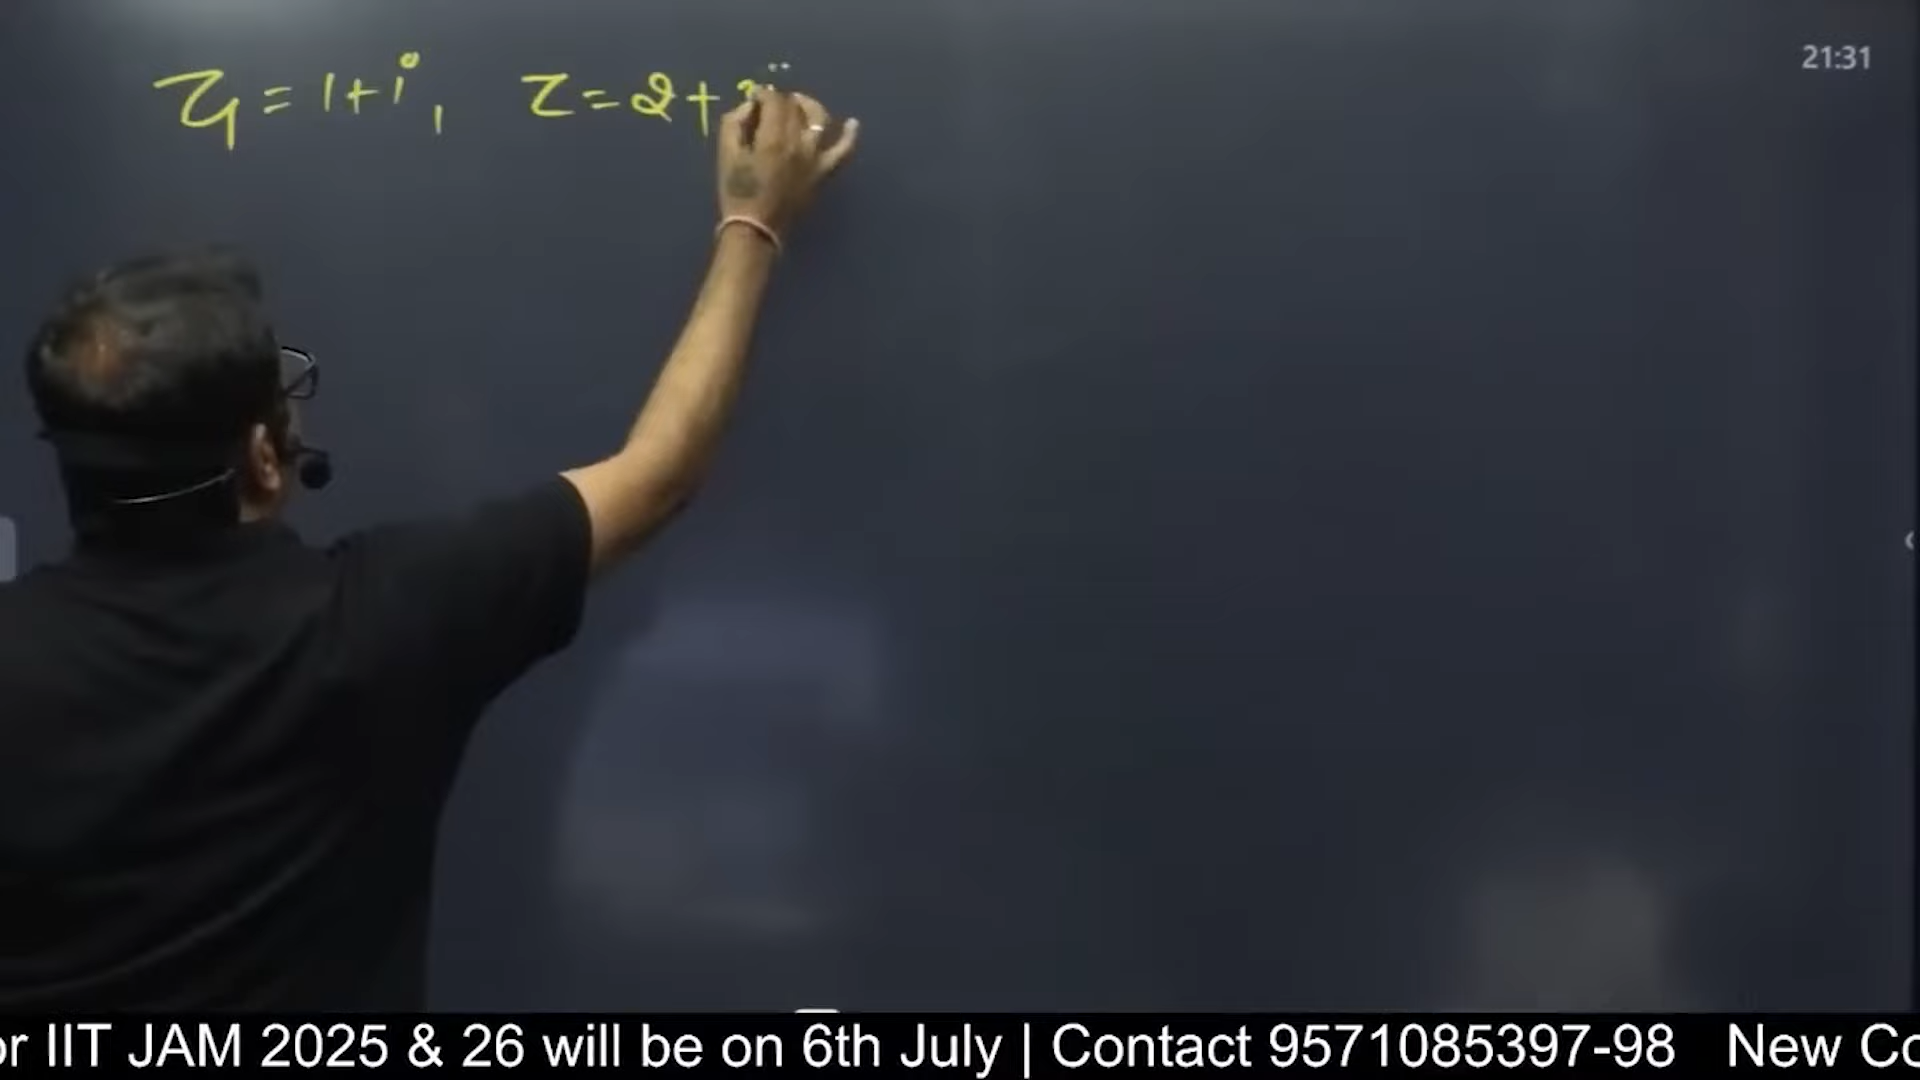 z₁ = 1+i, z = 2+
21:31
or IIT JAM 2025 & 26 will be on 6th July | Contact 9571085397-98 New Co